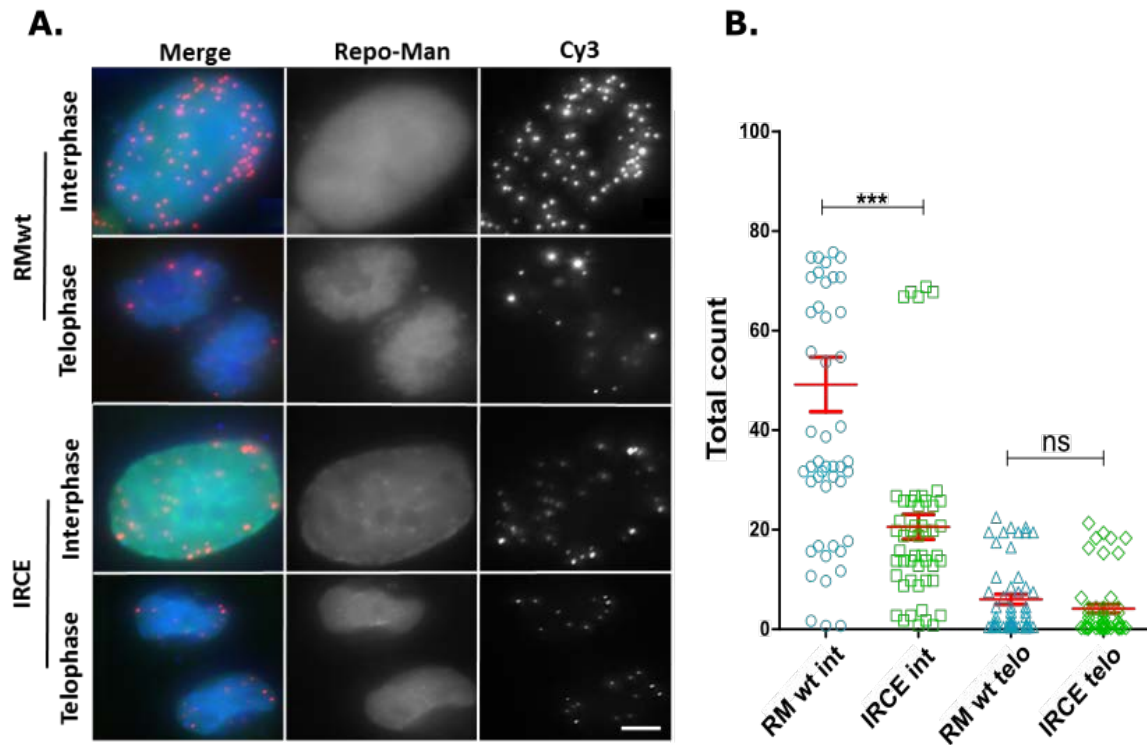 A.
Merge
Repo-Man
Cy3
RMwt
Interphase
Telophase
IRCE
Interphase
Telophase
B.
Total count
100
80
60
40
20
0
***
ns
RM wt int
IRCE int
RM wt telo
IRCE telo